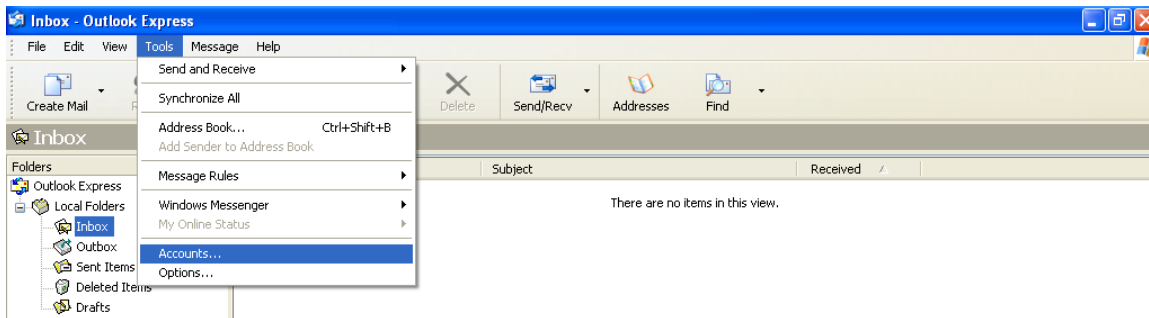 Inbox - Outlook Express
File Edit View Tools Message Help
Create Mail Delete Send/Recv Addresses Find
Send and Receive
Synchronize All
Address Book... Ctrl+Shift+B
Add Sender to Address Book
Message Rules
Windows Messenger
My Online Status
Accounts...
Options...
Inbox
Folders Subject Received
There are no items in this view.
Outlook Express
Local Folders
Inbox
Outbox
Sent Items
Deleted Items
Drafts